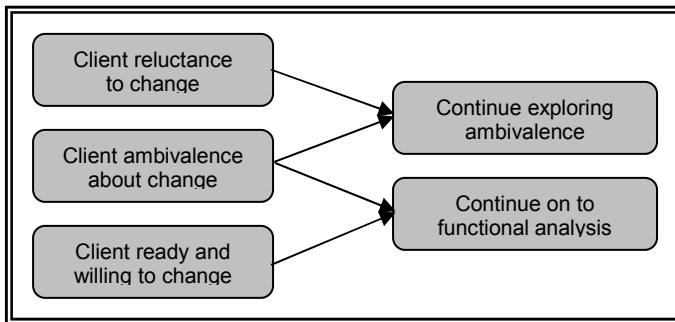 Client reluctance
to change
Client ambivalence
about change
Client ready and
willing to change
Continue exploring
ambivalence
Continue on to
functional analysis